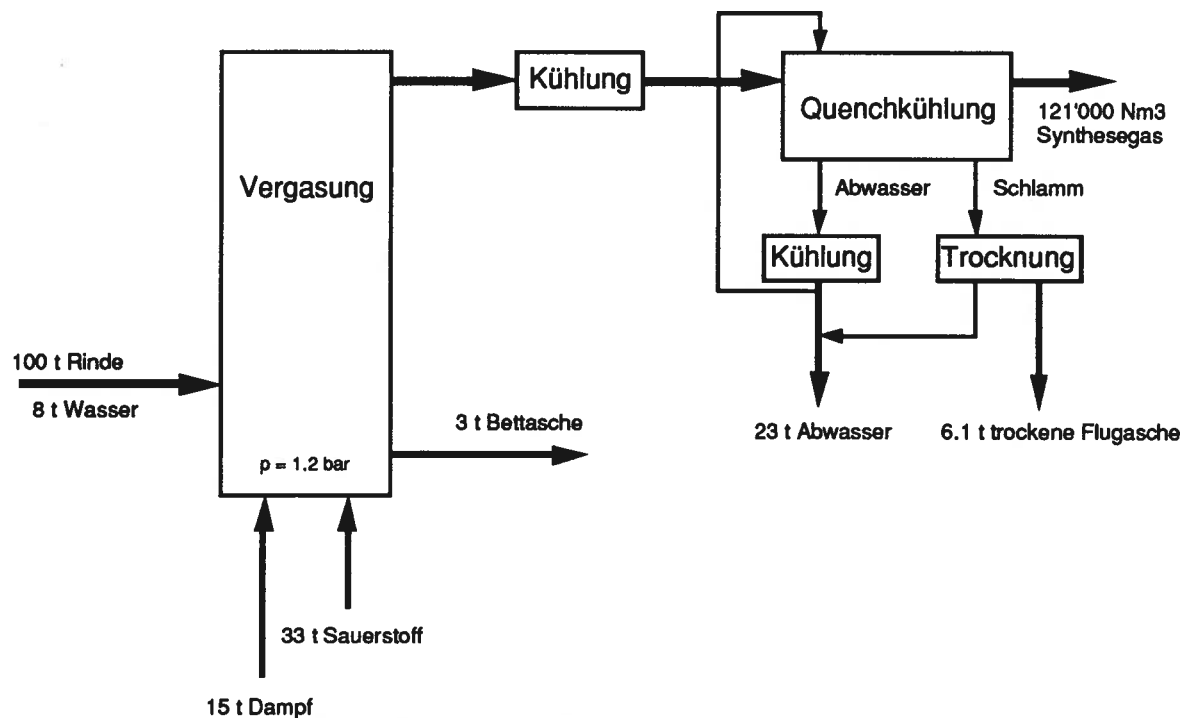 Kühlung
Quenchkühlung
121'000 Nm3
Synthesegas
Vergasung
Abwasser
Schlamm
Kühlung
Trocknung
100 t Rinde
8 t Wasser
3 t Bettasche
23 t Abwasser
6.1 t trockene Flugasche
p = 1.2 bar
33 t Sauerstoff
15 t Dampf